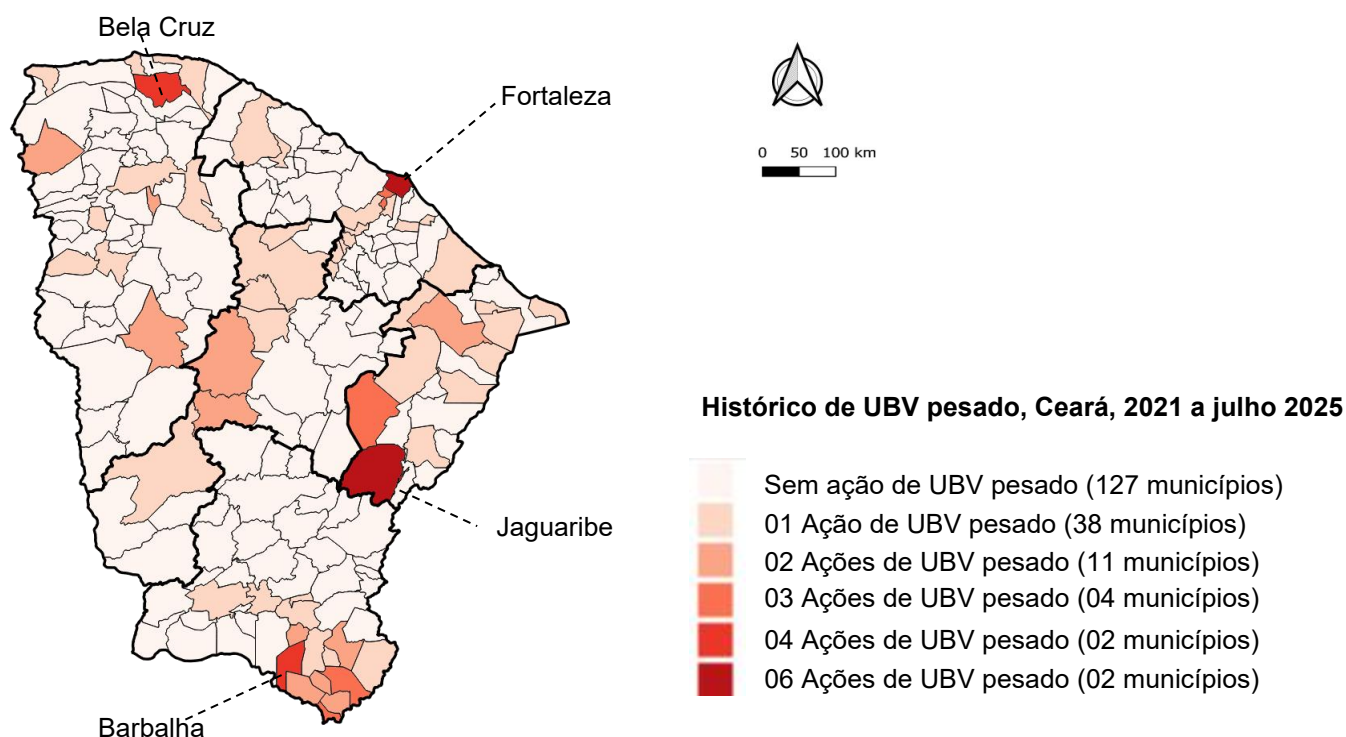 Bela Cruz
Fortaleza
0 50 100 km
Histórico de UBV pesado, Ceará, 2021 a julho 2025
Sem ação de UBV pesado (127 municípios)
01 Ação de UBV pesado (38 municípios)
02 Ações de UBV pesado (11 municípios)
03 Ações de UBV pesado (04 municípios)
04 Ações de UBV pesado (02 municípios)
06 Ações de UBV pesado (02 municípios)
Jaguaribe
Barbalha